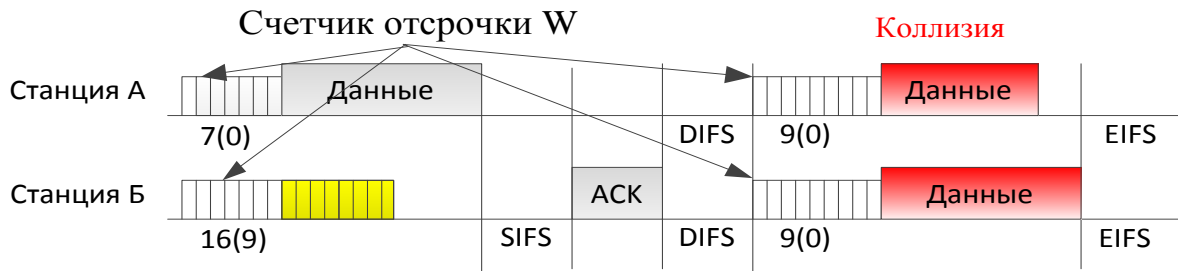 Счетчик отсрочки W
Коллизия
Станция А
Данные
Данные
7(0)
DIFS
9(0)
EIFS
Станция Б
ACK
Данные
16(9)
SIFS
DIFS
9(0)
EIFS